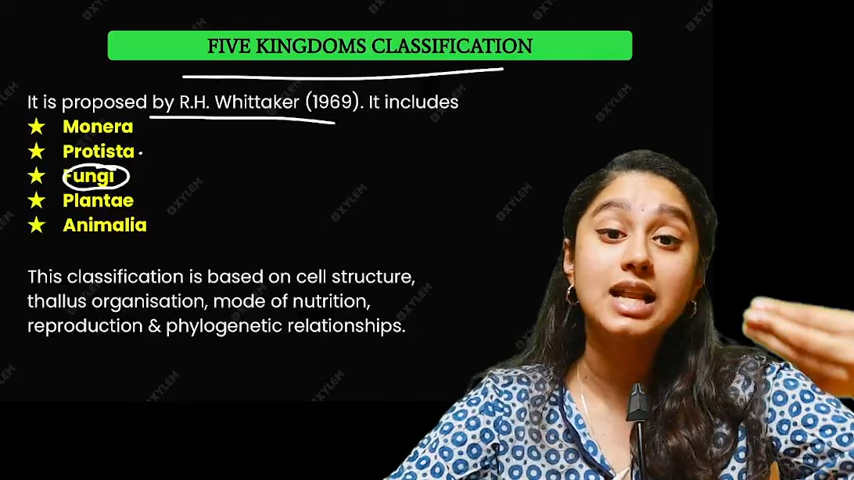 FIVE KINGDOMS CLASSIFICATION
It is proposed by R.H. Whittaker (1969). It includes
★ Monera
★ Protista
★ Fungi
★ Plantae
★ Animalia
This classification is based on cell structure,
thallus organisation, mode of nutrition,
reproduction & phylogenetic relationships.
OXYLEM